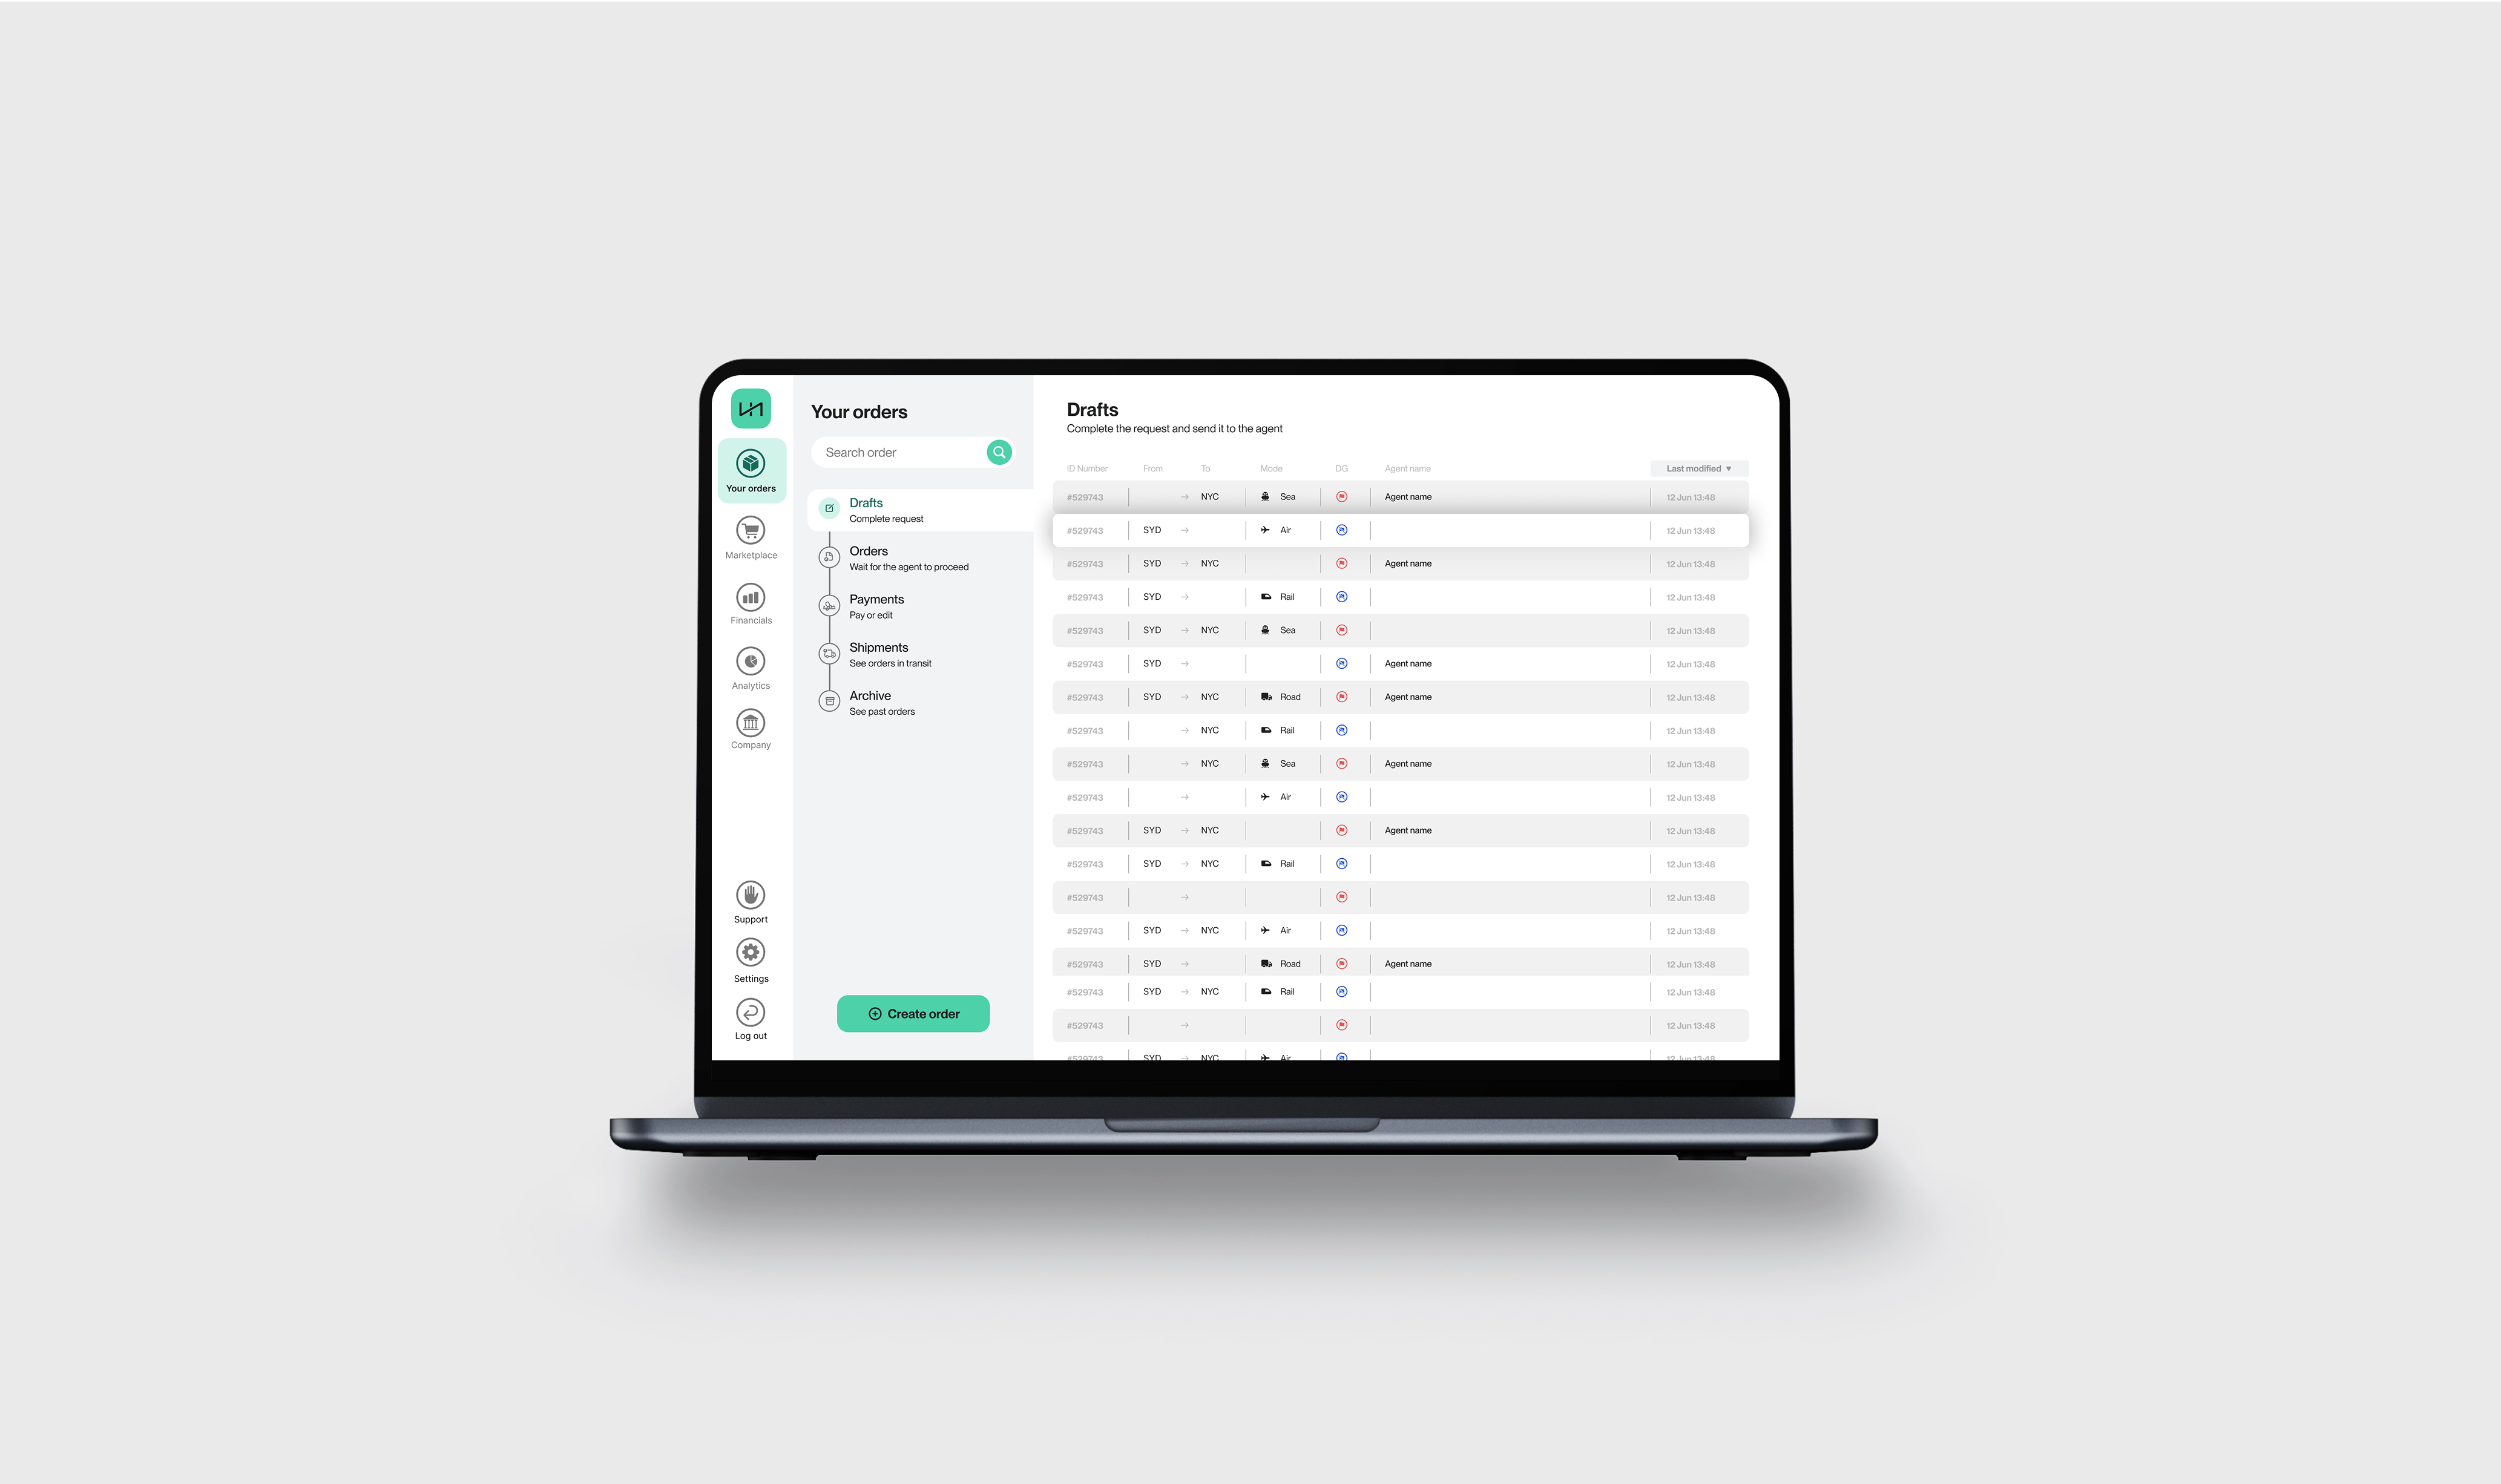 Your orders
Marketplace
Financials
Analytics
Company
Support
Settings
Log out
Your orders
Search order
Drafts
Complete request
Orders
Wait for the agent to proceed
Payments
Pay or edit
Shipments
See orders in transit
Archive
See past orders
Create order
Drafts
Complete the request and send it to the agent
ID Number From To Mode DG Agent name Last modified ▼
#529743 → NYC Sea Agent name 12 Jun 13:48
#529743 SYD → Air 12 Jun 13:48
#529743 SYD → NYC Agent name 12 Jun 13:48
#529743 SYD → Rail 12 Jun 13:48
#529743 SYD → NYC Sea 12 Jun 13:48
#529743 SYD → Agent name 12 Jun 13:48
#529743 SYD → NYC Road Agent name 12 Jun 13:48
#529743 → NYC Rail 12 Jun 13:48
#529743 → NYC Sea Agent name 12 Jun 13:48
#529743 → Air 12 Jun 13:48
#529743 SYD → NYC Agent name 12 Jun 13:48
#529743 SYD → NYC Rail 12 Jun 13:48
#529743 → 12 Jun 13:48
#529743 SYD → NYC Air 12 Jun 13:48
#529743 SYD → Road Agent name 12 Jun 13:48
#529743 SYD → NYC Rail 12 Jun 13:48
#529743 → 12 Jun 13:48
#529743 SYD → NYC Air 12 Jun 13:48